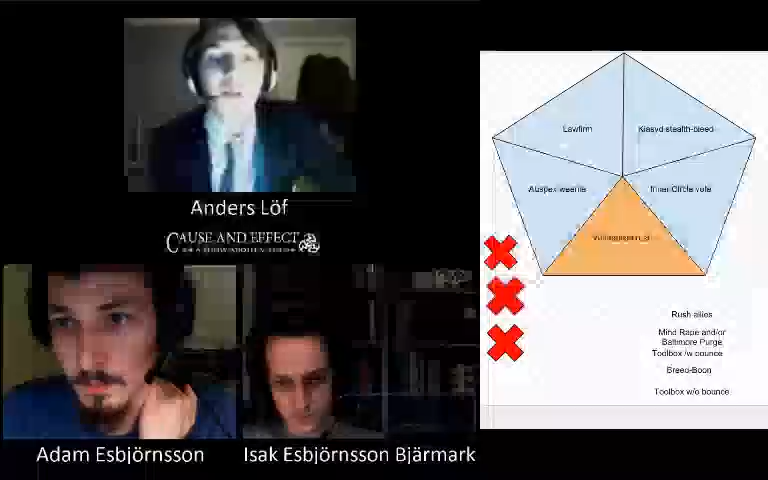 Anders Löf
CAUSE AND EFFECT
Adam Esbjörnsson
Isak Esbjörnsson Bjärmark
Lawfirm
Kiasyd stealth-bleed
Auspex weenie
Inner Circle vote
Rush allies
Mind Rape and/or
Baltimore Purge
Toolbox /w bounce
Breed-Boon
Toolbox w/o bounce